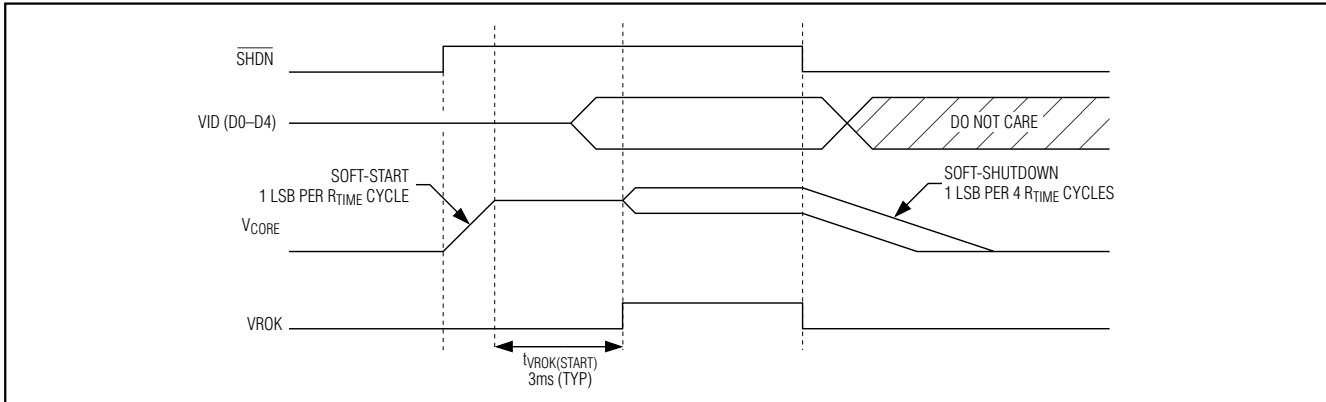 SHDN
VID (D0–D4)
DO NOT CARE
SOFT-START
1 LSB PER RTIME CYCLE
SOFT-SHUTDOWN
1 LSB PER 4 RTIME CYCLES
VCORE
VROK
tVROK(START)
3ms (TYP)